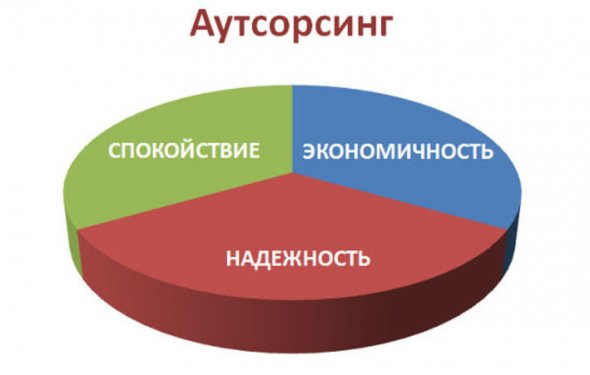 Аутсорсинг
СПОКОЙСТВИЕ
ЭКОНОМИЧНОСТЬ
НАДЕЖНОСТЬ